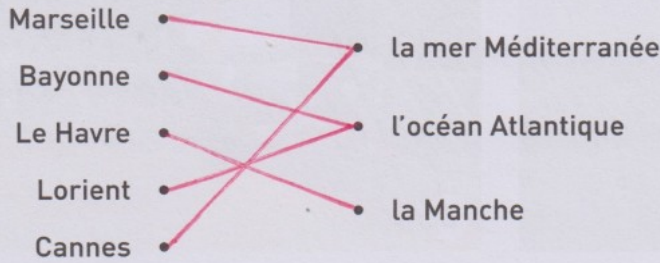 Marseille
la mer Méditerranée
Bayonne
l'océan Atlantique
Le Havre
Lorient
la Manche
Cannes